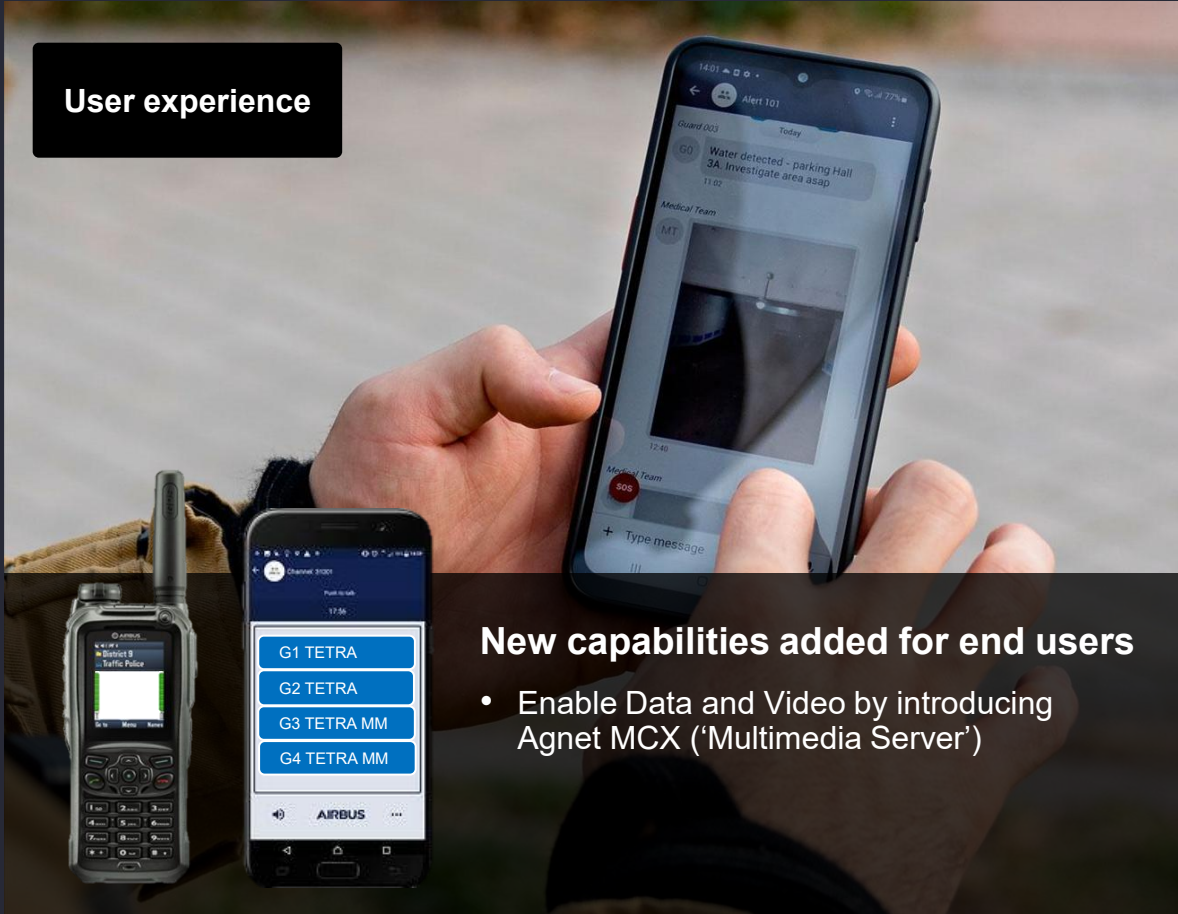 User experience
14:01
77%
Alert 101
Guard 003
Today
G0
Water detected - parking Hall
3A. Investigate area asap
11:02
Medical Team
MT
12:40
Medical Team
SOS
+ Type message
AIRBUS
District 9
Traffic Police
Go to Menu Names
Channel: 31001
Push to talk
17:56
G1 TETRA
G2 TETRA
G3 TETRA MM
G4 TETRA MM
AIRBUS
New capabilities added for end users
• Enable Data and Video by introducing
Agnet MCX (‘Multimedia Server’)